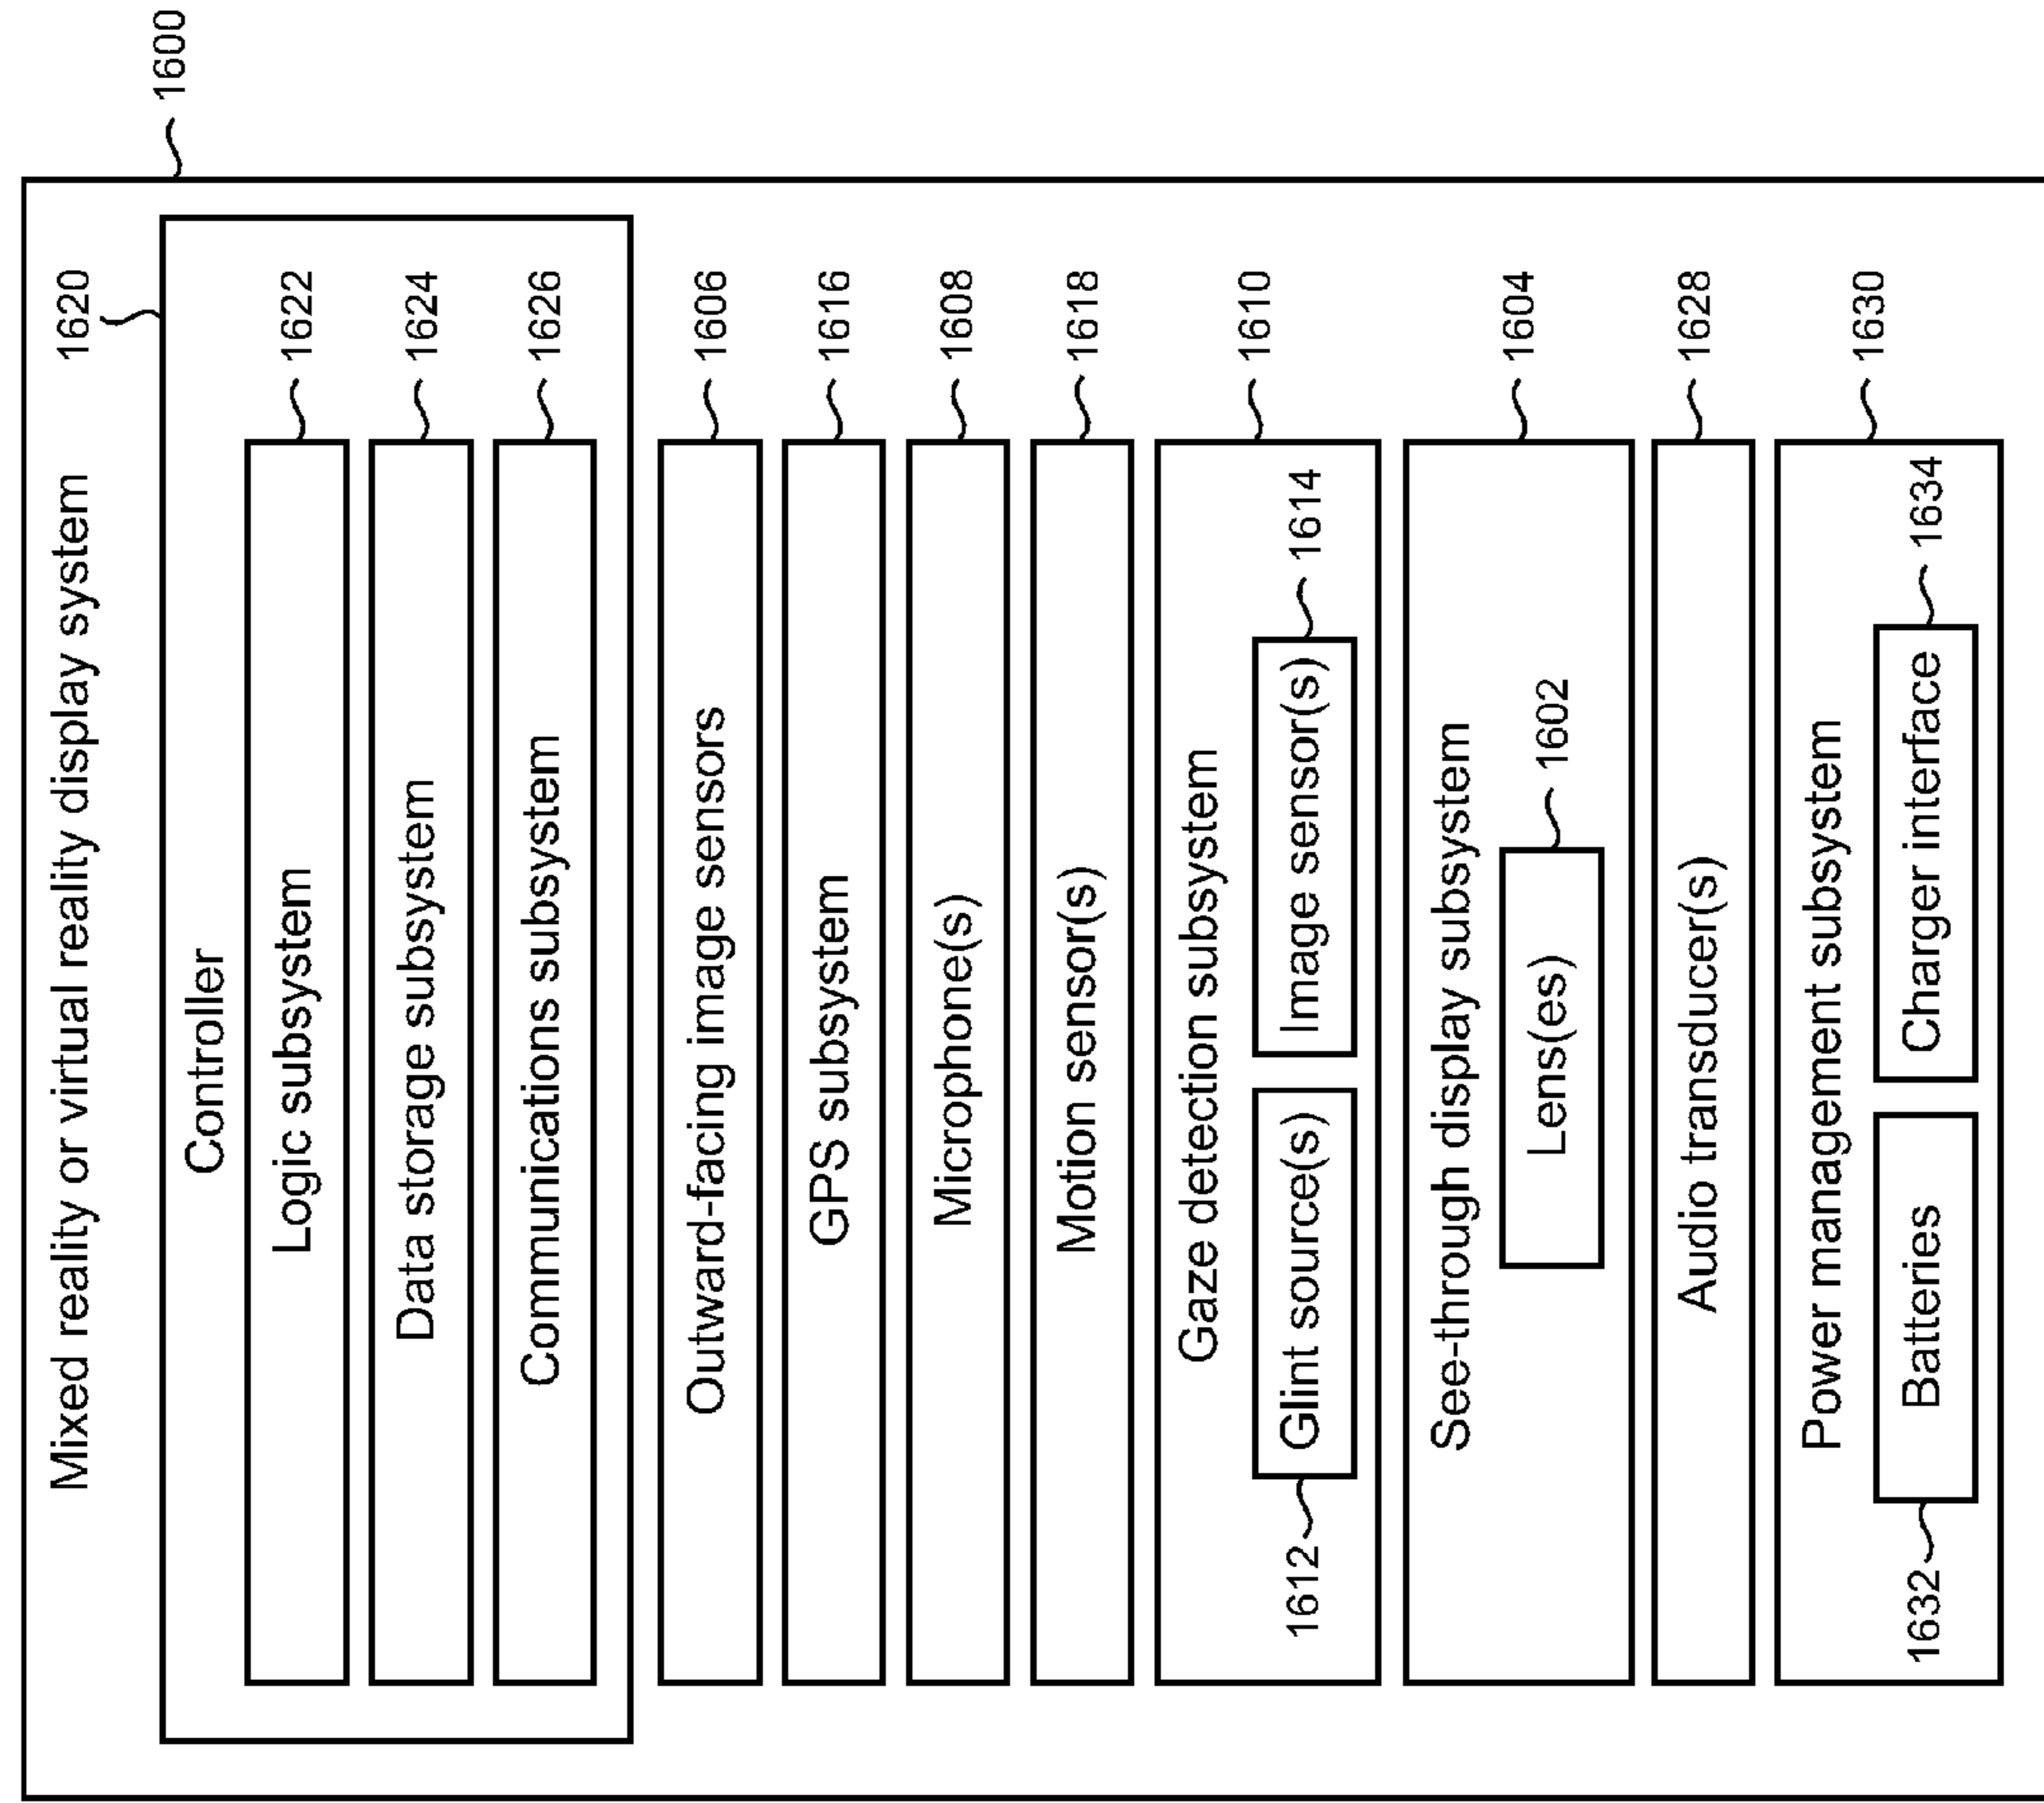 1600
Mixed reality or virtual reality display system 1620
Controller
Logic subsystem 1622
Data storage subsystem 1624
Communications subsystem 1626
Outward-facing image sensors 1606
GPS subsystem 1616
Microphone(s) 1608
Motion sensor(s) 1618
Gaze detection subsystem 1610
1612 Glint source(s) Image sensor(s) 1614
See-through display subsystem 1604
Lens(es) 1602
Audio transducer(s) 1628
Power management subsystem 1630
1632 Batteries Charger interface 1634